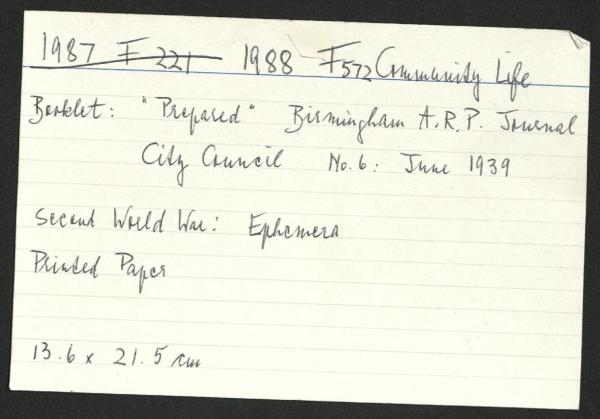 1987 F 221 1988 F572 Community Life
Booklet: "Prepared" Birmingham A.R.P. Journal
City Council No. 6: June 1939
Second World War: Ephemera
Printed Paper
13.6 x 21.5 cm